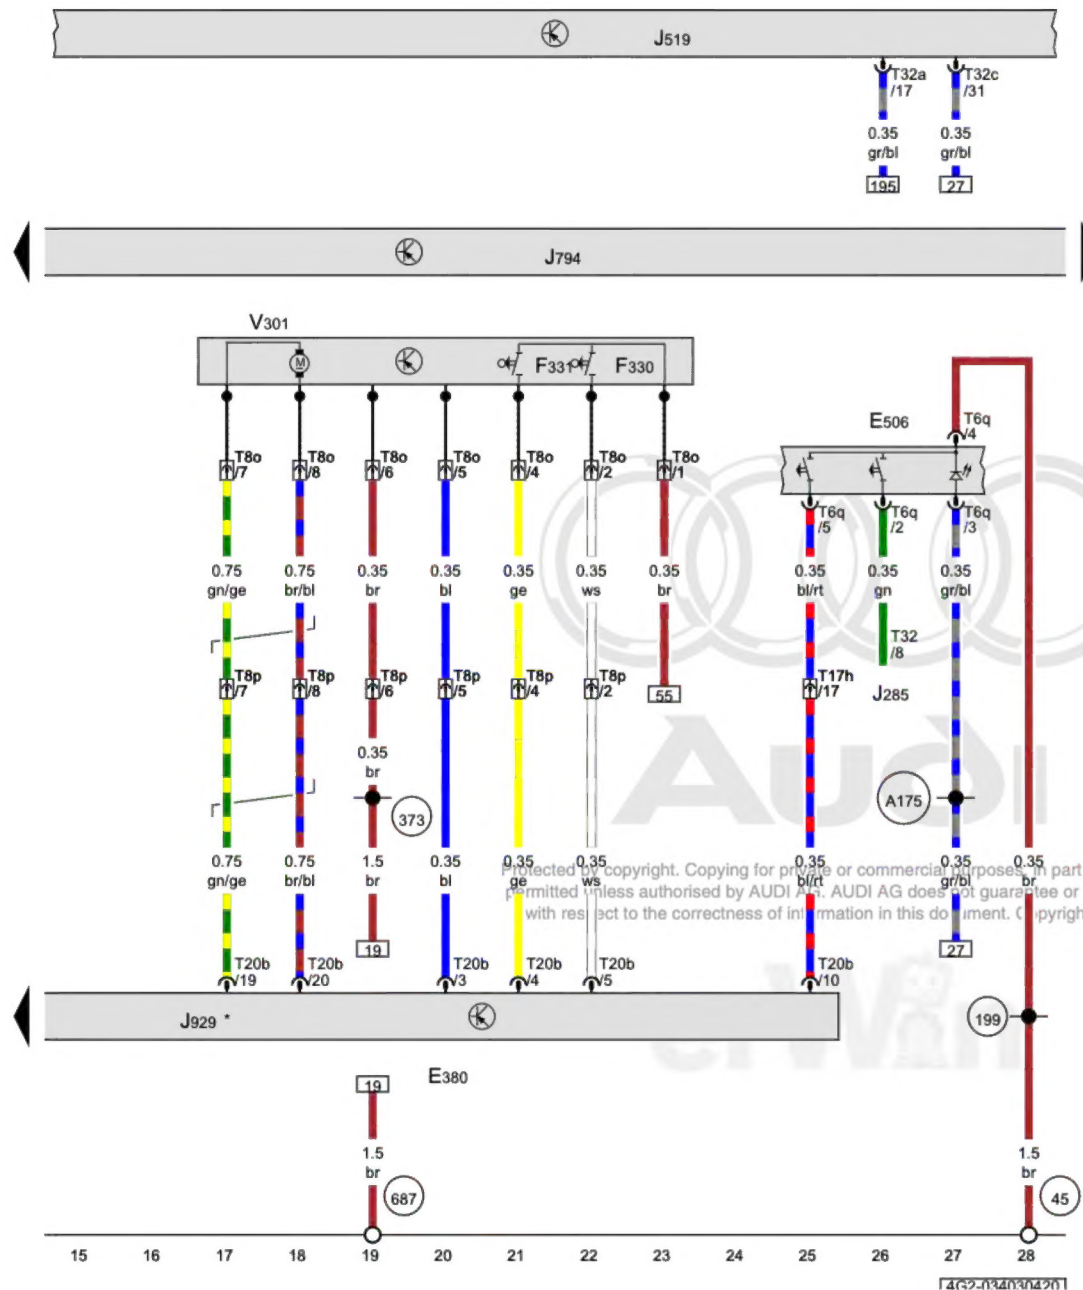 J519
T32a
/17
T32c
/31
0.35
gr/bl
0.35
gr/bl
195
27
J794
V301
M
F331
F330
E506
T6q
/4
T8o
/7
T8o
/8
T8o
/6
T8o
/5
T8o
/4
T8o
/2
T8o
/1
T6q
/5
T6q
/2
T6q
/3
0.75
gn/ge
0.75
br/bl
0.35
br
0.35
bl
0.35
ge
0.35
ws
0.35
br
0.35
bl/rt
0.35
gn
0.35
gr/bl
T32
/8
J285
T8p
/7
T8p
/8
T8p
/6
T8p
/5
T8p
/4
T8p
/2
55
T17h
/17
Audi
0.35
br
373
A175
0.75
gn/ge
0.75
br/bl
1.5
br
0.35
bl
0.35
ge
0.35
ws
0.35
bl/rt
0.35
gr/bl
0.35
br
Protected by copyright. Copying for private or commercial purposes, in part
permitted unless authorised by AUDI AG. AUDI AG does not guarantee or
with respect to the correctness of information in this document. Copyrigh
19
27
T20b
/19
T20b
/20
T20b
/3
T20b
/4
T20b
/5
T20b
/10
J929 *
199
erWin
E380
19
1.5
br
687
1.5
br
45
15 16 17 18 19 20 21 22 23 24 25 26 27 28
4G2-034030420